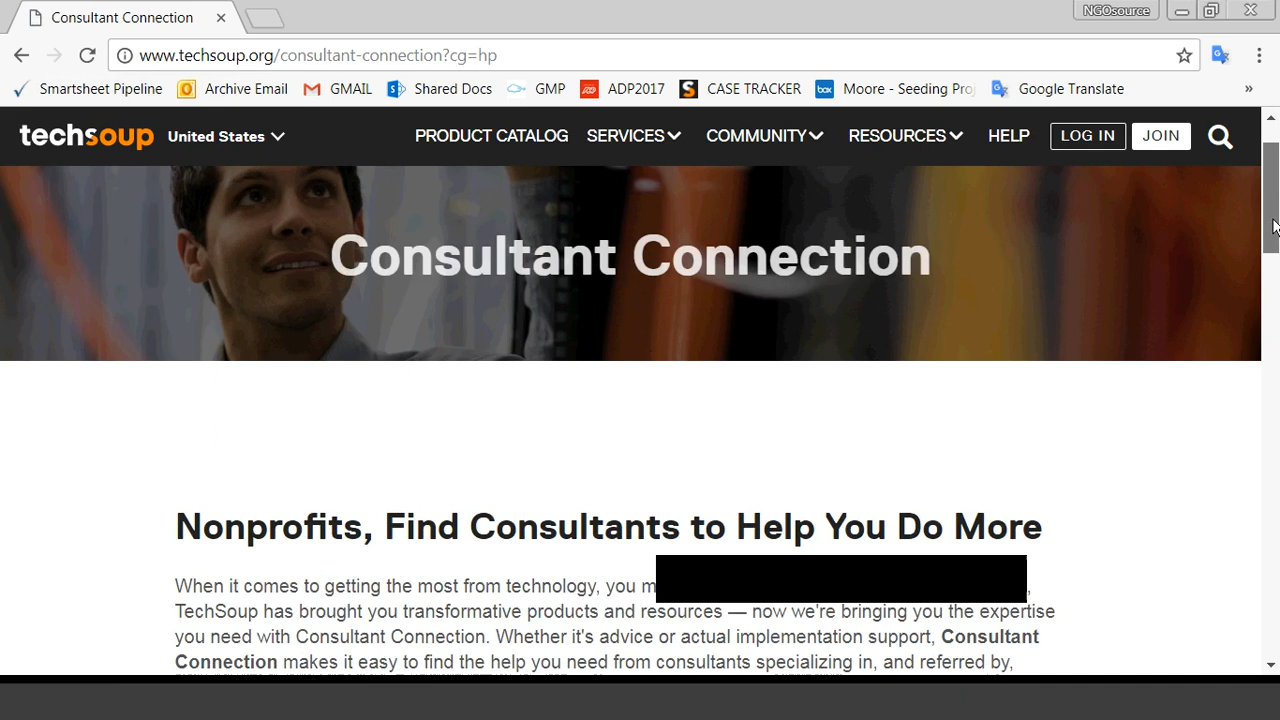 Consultant Connection
NGOsource
www.techsoup.org/consultant-connection?cg=hp
Smartsheet Pipeline Archive Email GMAIL Shared Docs GMP ADP2017 CASE TRACKER Moore - Seeding Proj Google Translate »
techsoup United States PRODUCT CATALOG SERVICES COMMUNITY RESOURCES HELP LOG IN JOIN
Consultant Connection
Nonprofits, Find Consultants to Help You Do More
When it comes to getting the most from technology, you m ,
TechSoup has brought you transformative products and resources — now we're bringing you the expertise
you need with Consultant Connection. Whether it's advice or actual implementation support, Consultant
Connection makes it easy to find the help you need from consultants specializing in, and referred by,